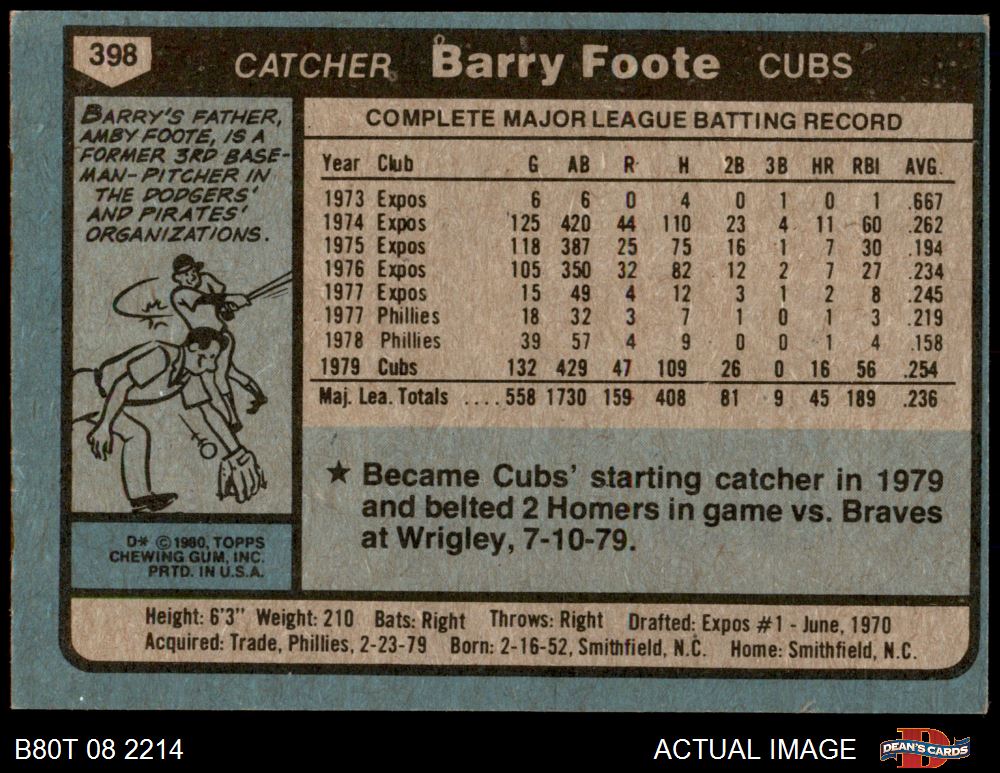 398
CATCHER Barry Foote CUBS
BARRY'S FATHER,
AMBY FOOTE, IS A
FORMER 3RD BASE-
MAN-PITCHER IN
THE DODGERS'
AND PIRATES'
ORGANIZATIONS.
COMPLETE MAJOR LEAGUE BATTING RECORD
Year Club G AB R H 2B 3B HR RBI AVG.
1973 Expos 6 6 0 4 0 1 0 1 .667
1974 Expos 125 420 44 110 23 4 11 60 .262
1975 Expos 118 387 25 75 16 1 7 30 .194
1976 Expos 105 350 32 82 12 2 7 27 .234
1977 Expos 15 49 4 12 3 1 2 8 .245
1977 Phillies 18 32 3 7 1 0 1 3 .219
1978 Phillies 39 57 4 9 0 0 1 4 .158
1979 Cubs 132 429 47 109 26 0 16 56 .254
Maj. Lea. Totals ....558 1730 159 408 81 9 45 189 .236
★ Became Cubs' starting catcher in 1979
and belted 2 Homers in game vs. Braves
at Wrigley, 7-10-79.
D* ©1980, TOPPS
CHEWING GUM, INC.
PRTD. IN U.S.A.
Height: 6'3" Weight: 210 Bats: Right Throws: Right Drafted: Expos #1 - June, 1970
Acquired: Trade, Phillies, 2-23-79 Born: 2-16-52, Smithfield, N.C. Home: Smithfield, N.C.
B80T 08 2214
ACTUAL IMAGE
DEAN'S CARDS